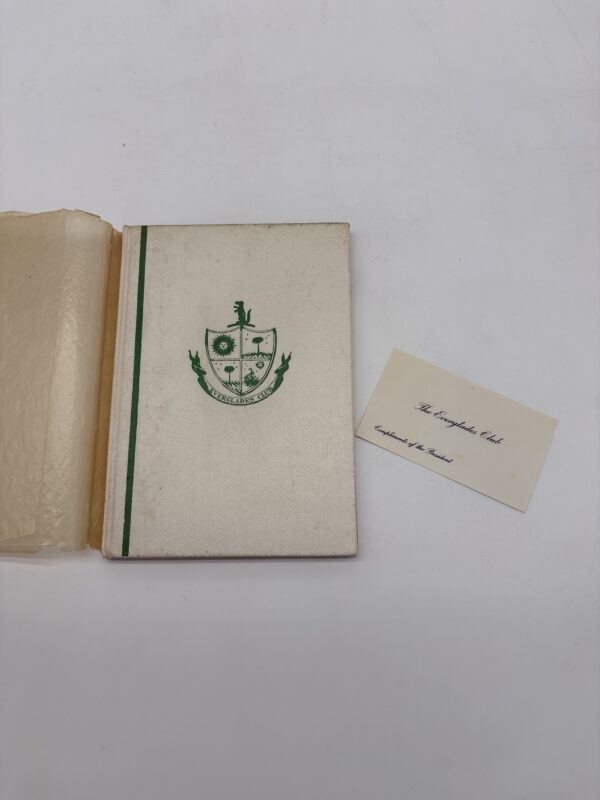 EVERGLADES CLUB
The Everglades Club
Compliments of the President